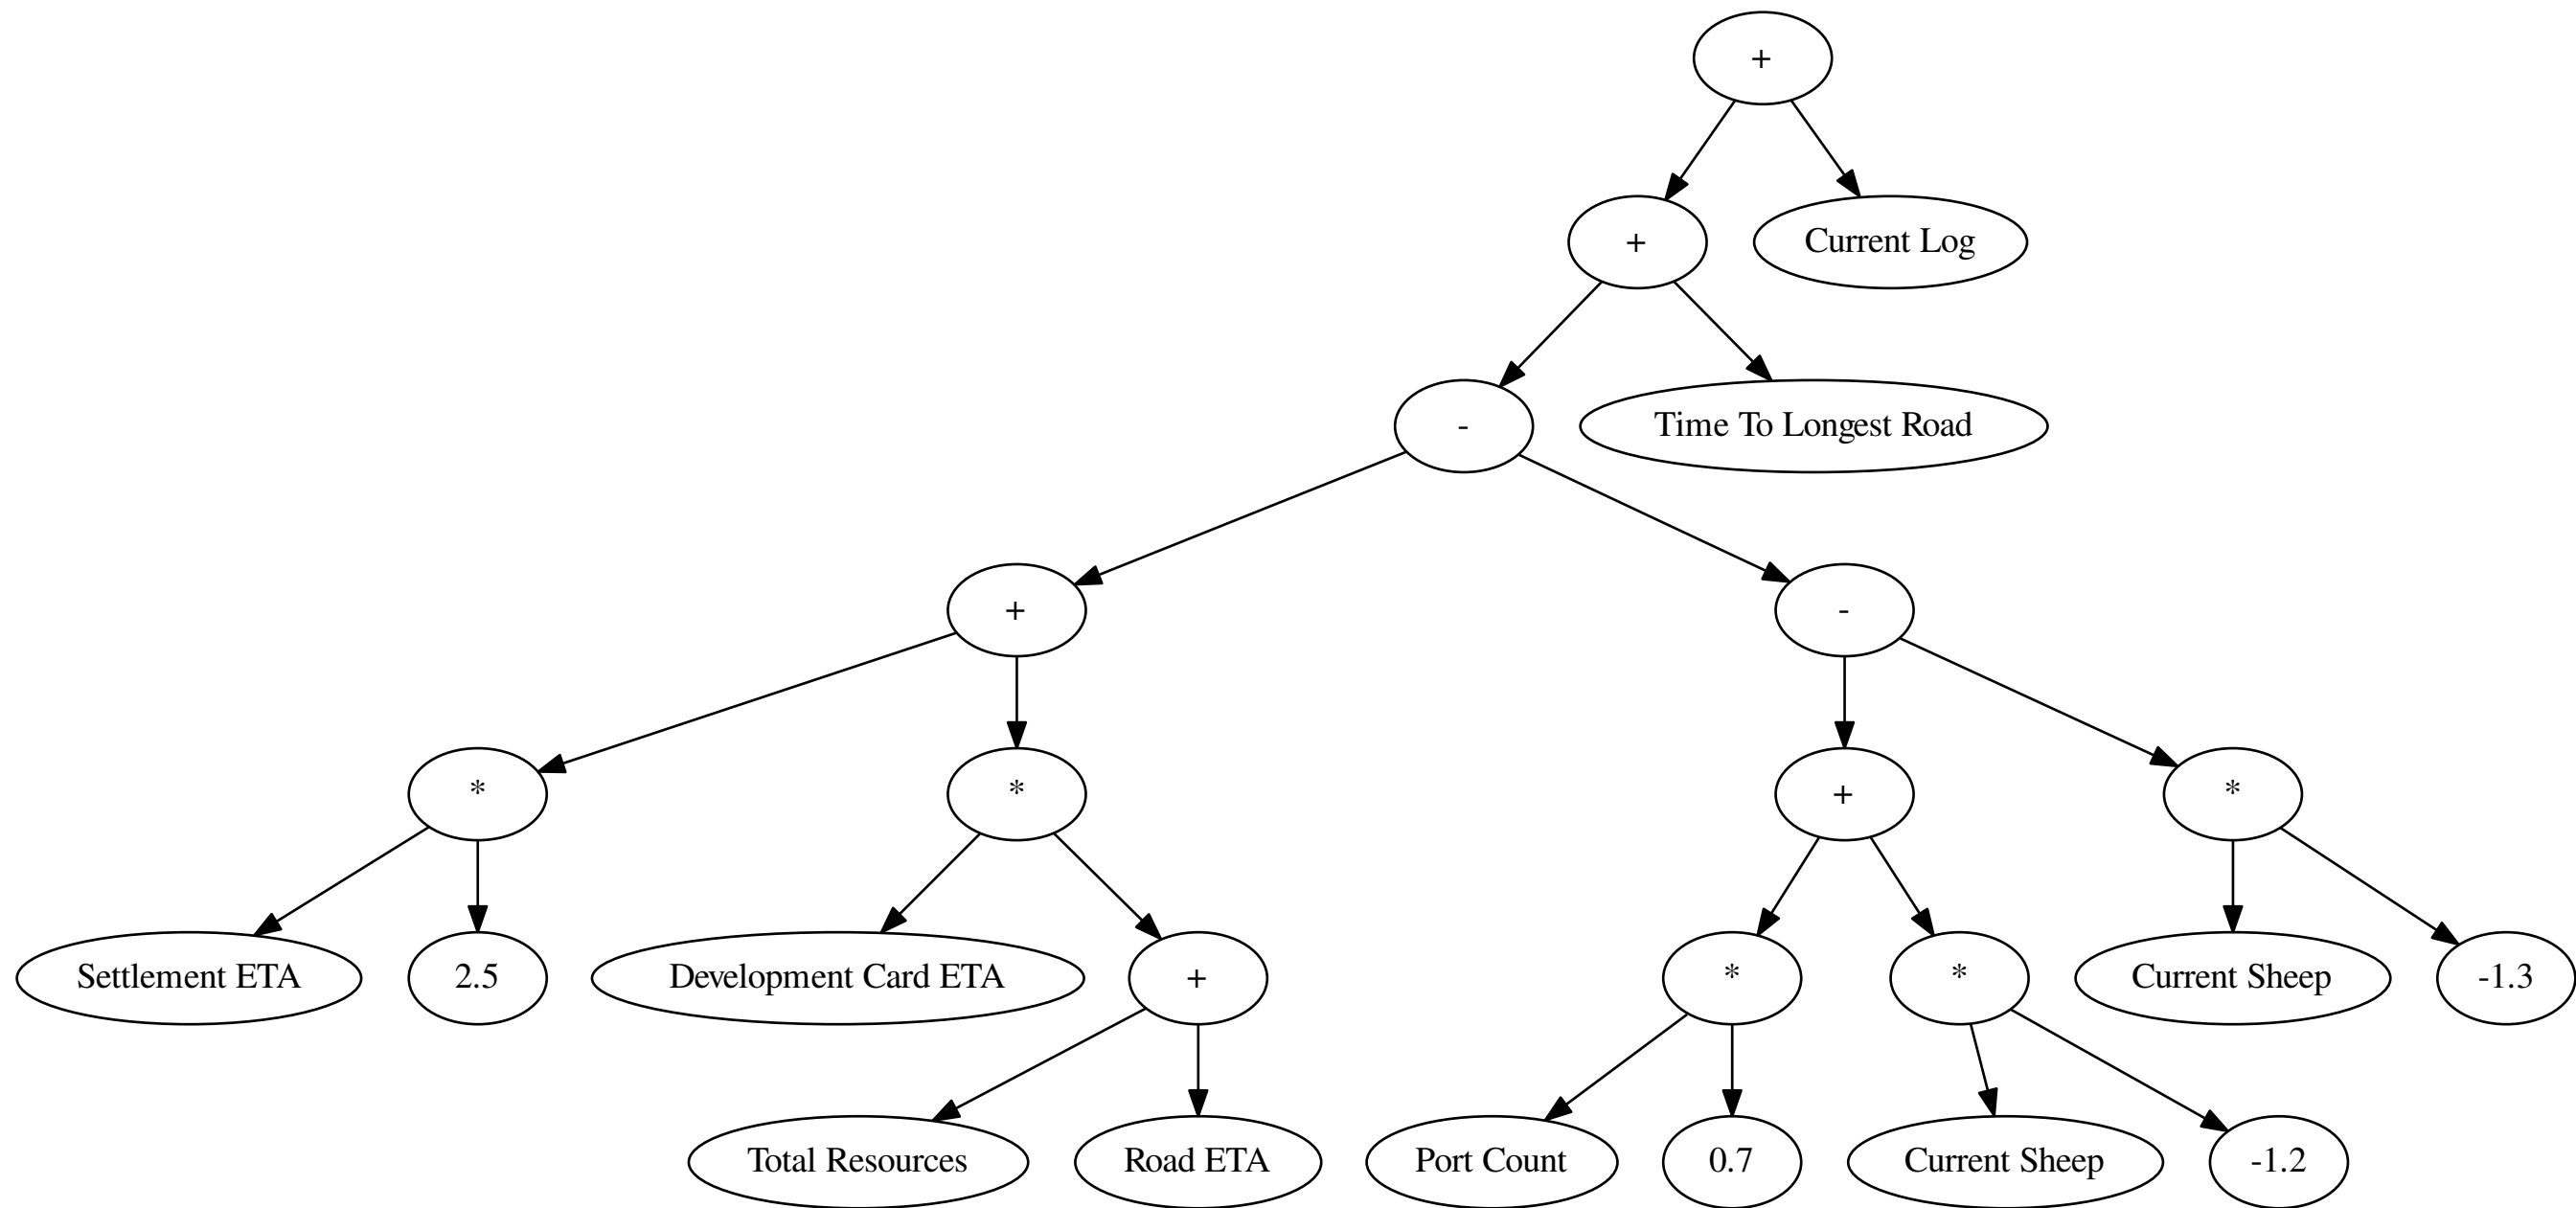 +
+
Current Log
-
Time To Longest Road
+
-
*
*
+
*
Settlement ETA
2.5
Development Card ETA
+
*
*
Current Sheep
-1.3
Total Resources
Road ETA
Port Count
0.7
Current Sheep
-1.2